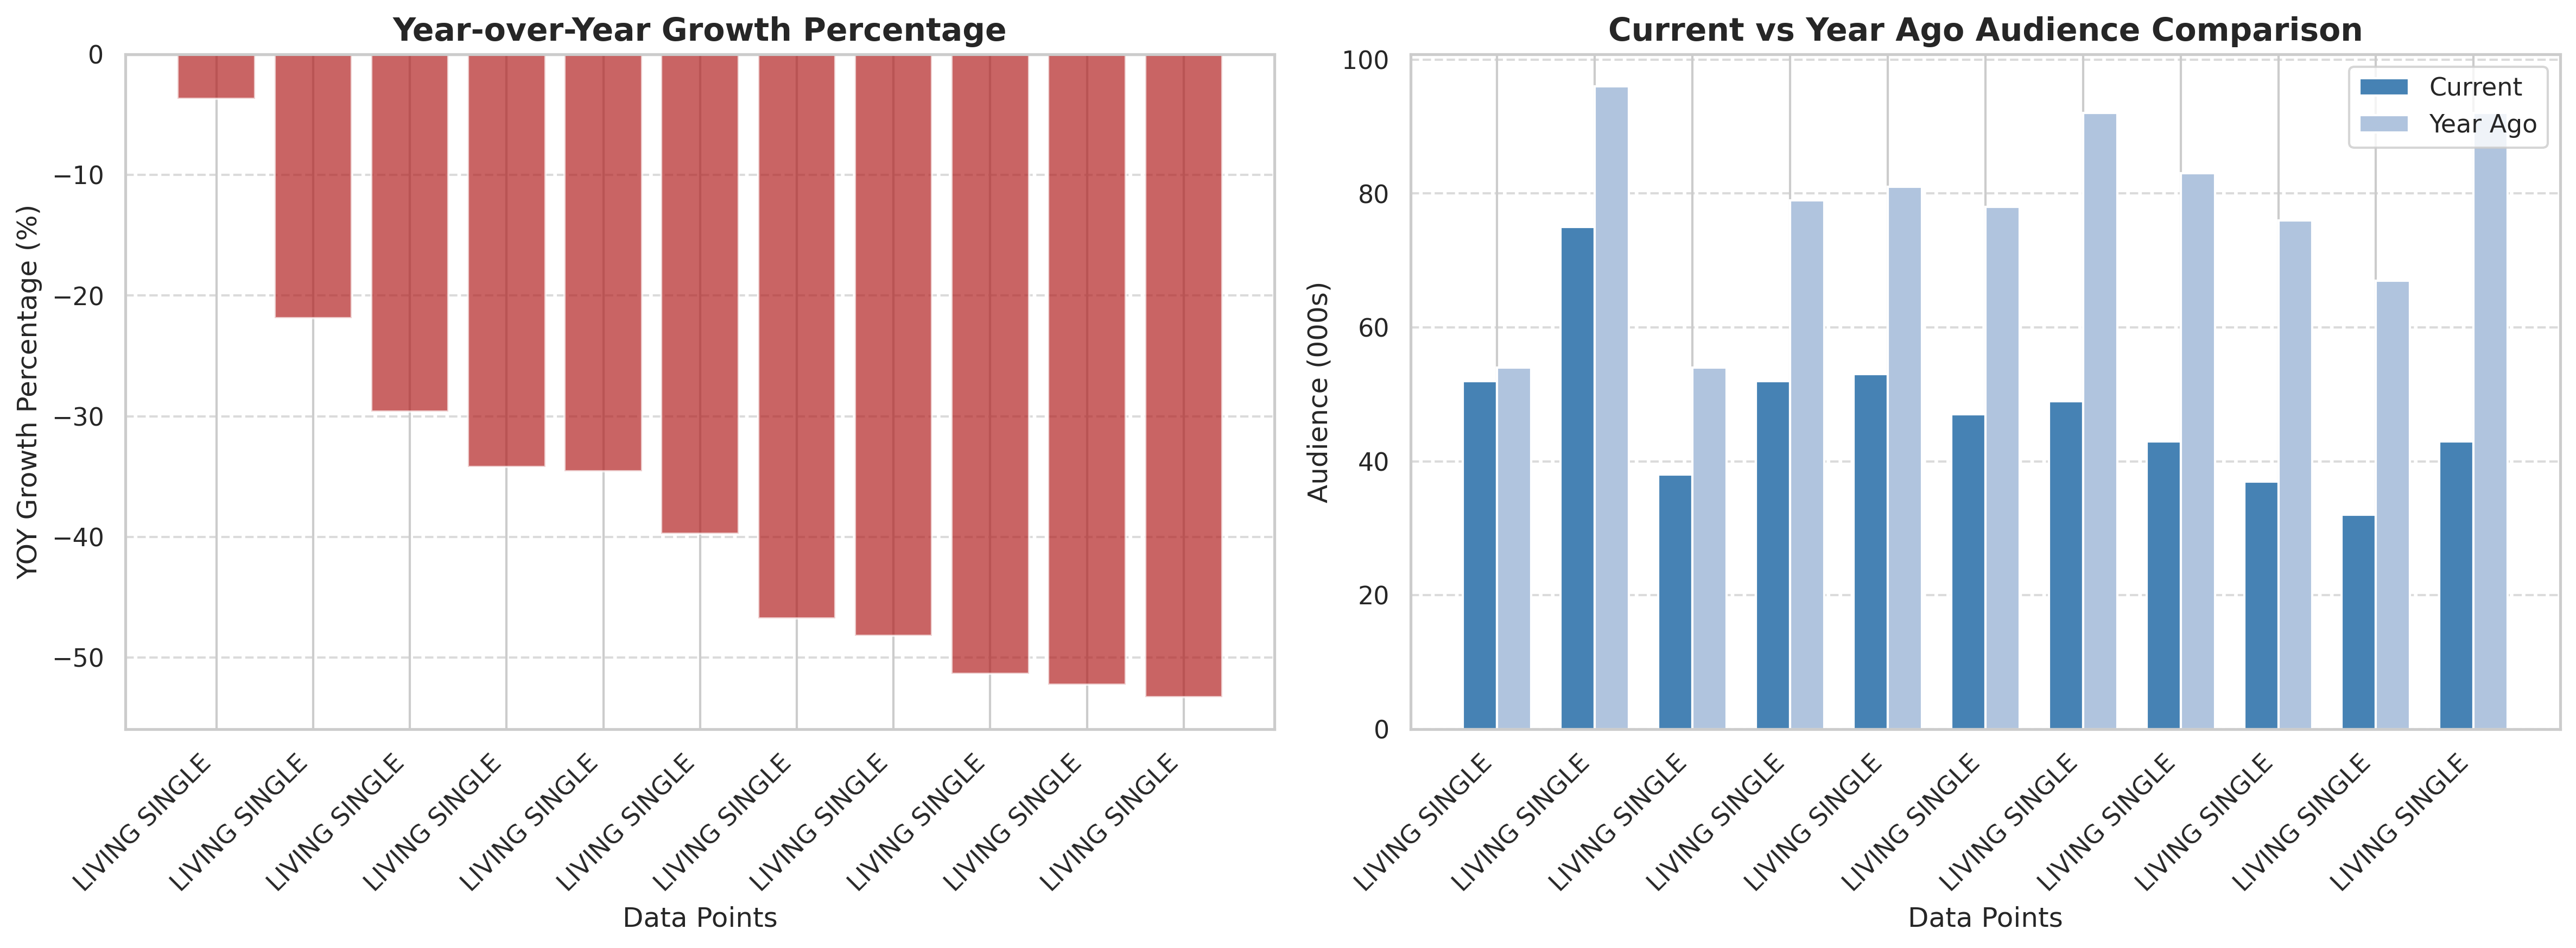 Year-over-Year Growth Percentage
YOY Growth Percentage (%)
0
−10
−20
−30
−40
−50
LIVING SINGLE
LIVING SINGLE
LIVING SINGLE
LIVING SINGLE
LIVING SINGLE
LIVING SINGLE
LIVING SINGLE
LIVING SINGLE
LIVING SINGLE
LIVING SINGLE
LIVING SINGLE
Data Points
Current vs Year Ago Audience Comparison
Current
Year Ago
Audience (000s)
100
80
60
40
20
0
LIVING SINGLE
LIVING SINGLE
LIVING SINGLE
LIVING SINGLE
LIVING SINGLE
LIVING SINGLE
LIVING SINGLE
LIVING SINGLE
LIVING SINGLE
LIVING SINGLE
LIVING SINGLE
Data Points